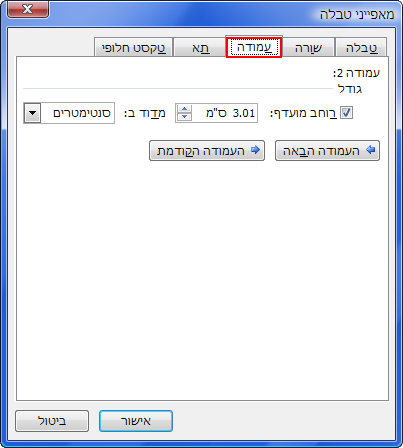 מאפייני טבלה
טבלה שורה עמודה תא טקסט חלופי
עמודה 2:
גודל
רוחב מועדף: 3.01 ס"מ מדוד ב: סנטימטרים
העמודה הבאה העמודה הקודמת
אישור ביטול